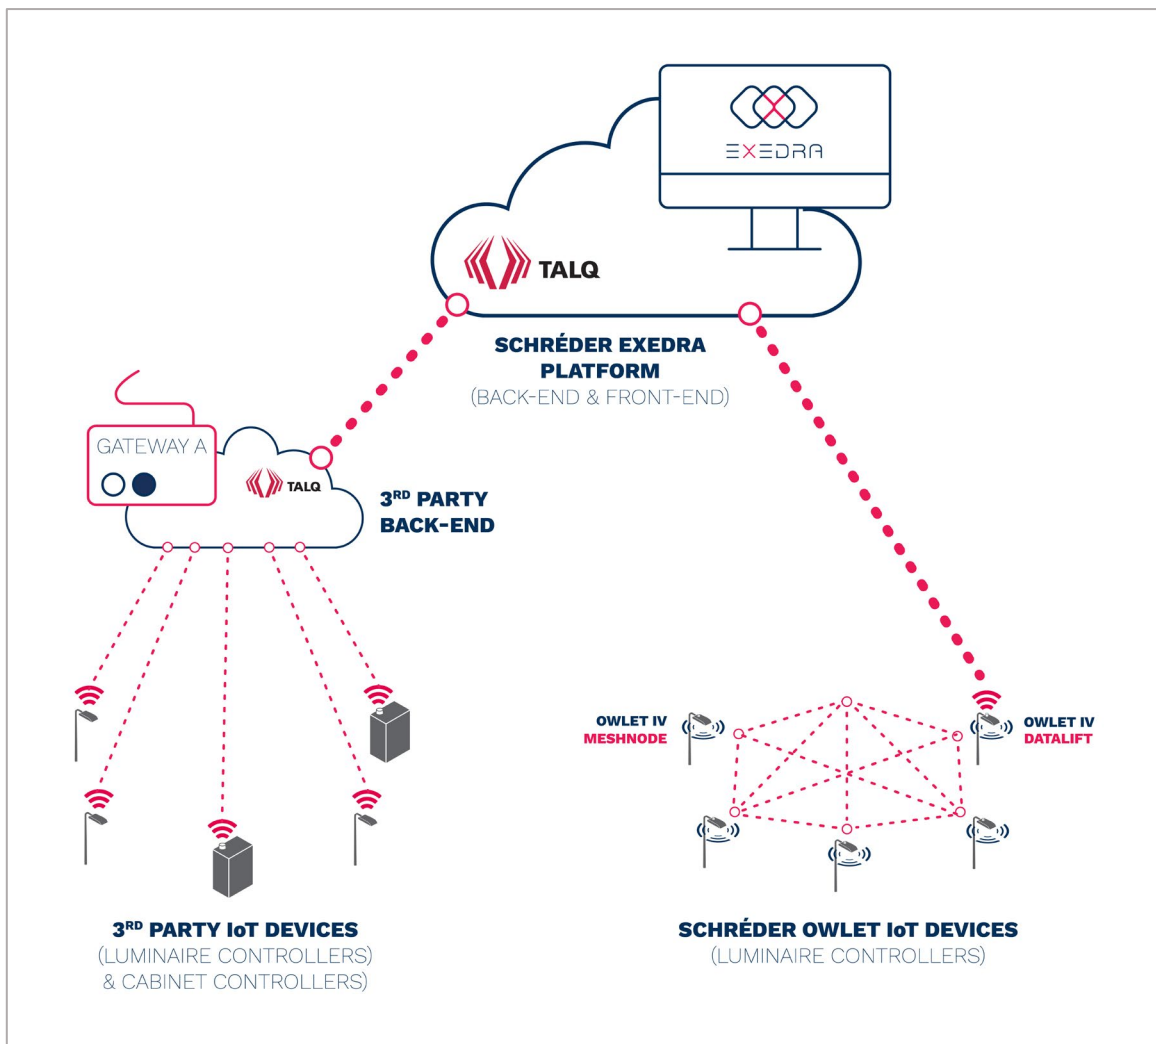 EXEDRA
TALQ
SCHRÉDER EXEDRA
PLATFORM
(BACK-END & FRONT-END)
GATEWAY A
TALQ
3RD PARTY
BACK-END
OWLET IV
MESHNODE
OWLET IV
DATALIFT
3RD PARTY IoT DEVICES
(LUMINAIRE CONTROLLERS)
& CABINET CONTROLLERS)
SCHRÉDER OWLET IoT DEVICES
(LUMINAIRE CONTROLLERS)